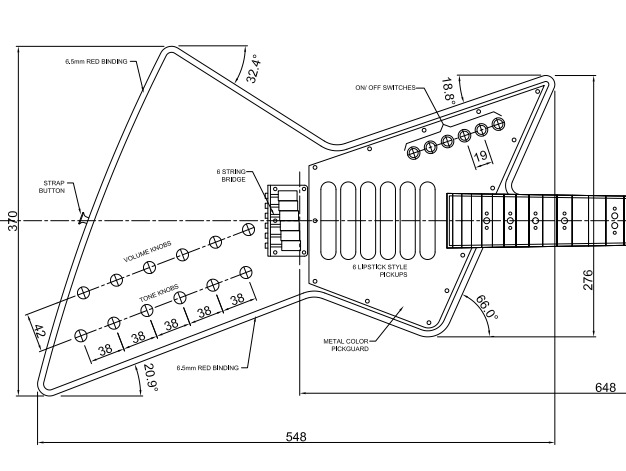 6.5mm RED BINDING
32.4°
18.8°
ON/ OFF SWITCHES
19
6 STRING
BRIDGE
STRAP
BUTTON
370
VOLUME KNOBS
6 LIPSTICK STYLE
PICKUPS
276
TONE KNOBS
42
38
38
38
38
38
66.0°
METAL COLOR
PICKGUARD
6.5mm RED BINDING
20.9°
648
548